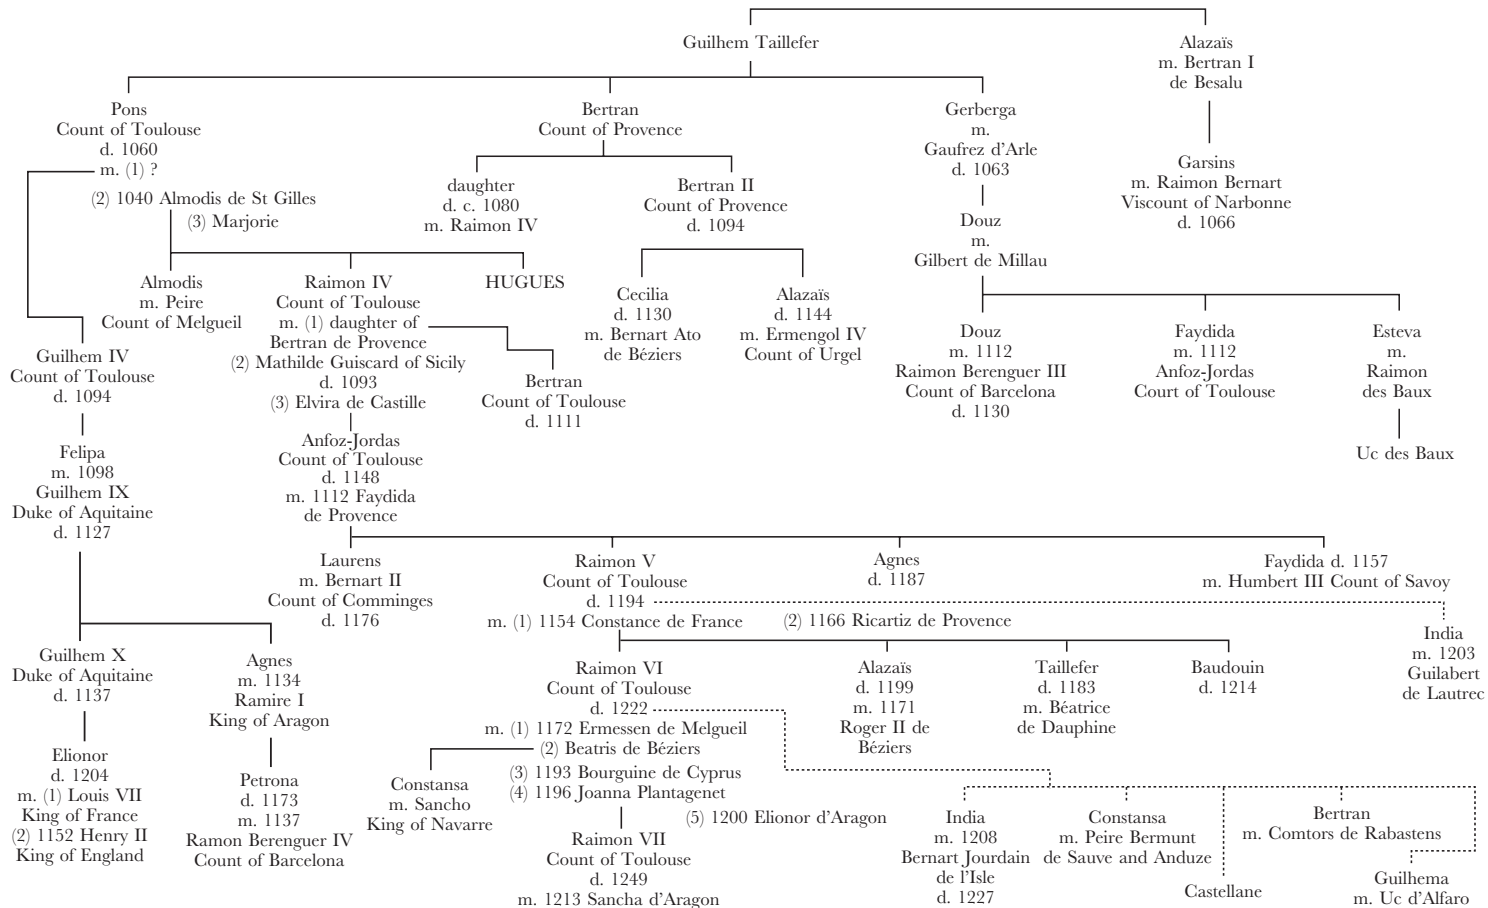 Guilhem Taillefer
Alazaïs
m. Bertran I
de Besalu
Pons
Count of Toulouse
d. 1060
m. (1) ?
(2) 1040 Almodis de St Gilles
(3) Marjorie
Bertran
Count of Provence
Gerberga
m.
Gaufrez d'Arle
d. 1063
Garsins
m. Raimon Bernart
Viscount of Narbonne
d. 1066
daughter
d. c. 1080
m. Raimon IV
Bertran II
Count of Provence
d. 1094
Douz
m.
Gilbert de Millau
Almodis
m. Peire
Count of Melgueil
Raimon IV
Count of Toulouse
m. (1) daughter of
Bertran de Provence
(2) Mathilde Guiscard of Sicily
d. 1093
(3) Elvira de Castille
HUGUES
Cecilia
d. 1130
m. Bernart Ato
de Béziers
Alazaïs
d. 1144
m. Ermengol IV
Count of Urgel
Douz
m. 1112
Raimon Berenguer III
Count of Barcelona
d. 1130
Faydida
m. 1112
Anfoz-Jordas
Court of Toulouse
Esteva
m.
Raimon
des Baux
Guilhem IV
Count of Toulouse
d. 1094
Bertran
Count of Toulouse
d. 1111
Uc des Baux
Felipa
m. 1098
Guilhem IX
Duke of Aquitaine
d. 1127
Anfoz-Jordas
Count of Toulouse
d. 1148
m. 1112 Faydida
de Provence
Laurens
m. Bernart II
Count of Comminges
d. 1176
Raimon V
Count of Toulouse
d. 1194
m. (1) 1154 Constance de France
(2) 1166 Ricartiz de Provence
Agnes
d. 1187
Faydida d. 1157
m. Humbert III Count of Savoy
India
m. 1203
Guilabert
de Lautrec
Guilhem X
Duke of Aquitaine
d. 1137
Agnes
m. 1134
Ramire I
King of Aragon
Raimon VI
Count of Toulouse
d. 1222
m. (1) 1172 Ermessen de Melgueil
(2) Beatris de Béziers
(3) 1193 Bourguine de Cyprus
(4) 1196 Joanna Plantagenet
(5) 1200 Elionor d'Aragon
Alazaïs
d. 1199
m. 1171
Roger II de
Béziers
Taillefer
d. 1183
m. Béatrice
de Dauphine
Baudouin
d. 1214
Elionor
d. 1204
m. (1) Louis VII
King of France
(2) 1152 Henry II
King of England
Petrona
d. 1173
m. 1137
Ramon Berenguer IV
Count of Barcelona
Constansa
m. Sancho
King of Navarre
Raimon VII
Count of Toulouse
d. 1249
m. 1213 Sancha d'Aragon
India
m. 1208
Bernart Jourdain
de l'Isle
d. 1227
Constansa
m. Peire Bermunt
de Sauve and Anduze
Castellane
Bertran
m. Comtors de Rabastens
Guilhema
m. Uc d'Alfaro